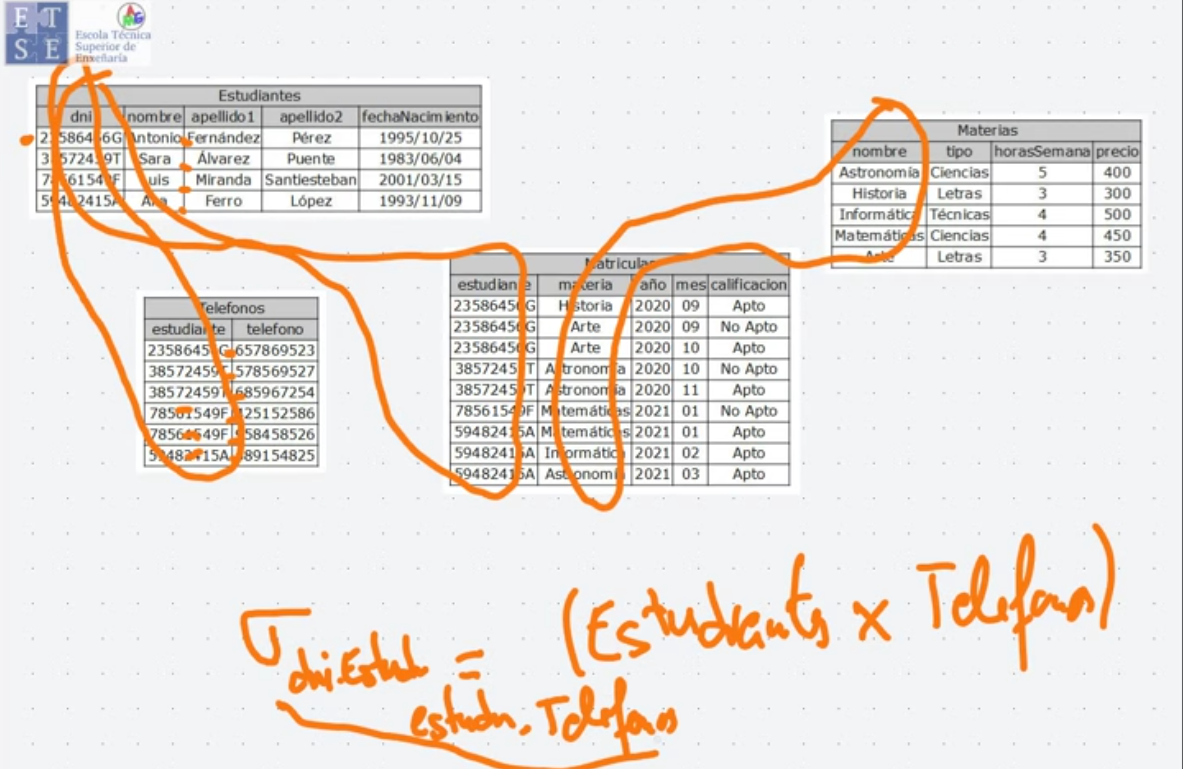 E T
S E
Escola Técnica
Superior de
Enxeñaría
Estudiantes
dni nombre apellido1 apellido2 fechaNacimiento
23586456G Antonio Fernández Pérez 1995/10/25
38572459T Sara Álvarez Puente 1983/06/04
78561549F Luis Miranda Santiesteban 2001/03/15
59482415A Ana Ferro López 1993/11/09
Materias
nombre tipo horasSemana precio
Astronomía Ciencias 5 400
Historia Letras 3 300
Informática Técnicas 4 500
Matemáticas Ciencias 4 450
Arte Letras 3 350
Matriculas
estudiante materia año mes calificacion
23586456G Historia 2020 09 Apto
23586456G Arte 2020 09 No Apto
23586456G Arte 2020 10 Apto
38572459T Astronomía 2020 10 No Apto
38572459T Astronomía 2020 11 Apto
78561549F Matemáticas 2021 01 No Apto
59482415A Matemáticas 2021 01 Apto
59482415A Informática 2021 02 Apto
59482415A Astronomía 2021 03 Apto
Telefonos
estudiante telefono
23586456G 657869523
38572459T 578569527
38572459T 685967254
78561549F
78561549F
59482415A
σ dni.Estud = (Estudiantes x Telefonos)
estudn. Telefonos